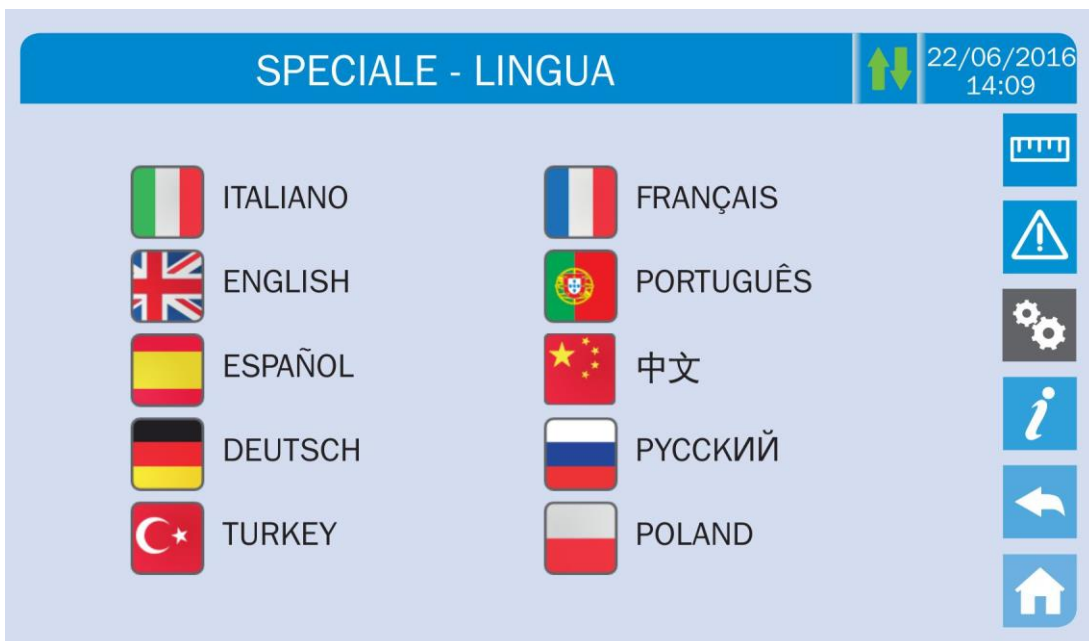 SPECIALE - LINGUA
22/06/2016
14:09
ITALIANO
FRANÇAIS
ENGLISH
PORTUGUÊS
ESPAÑOL
中文
DEUTSCH
РУССКИЙ
TURKEY
POLAND